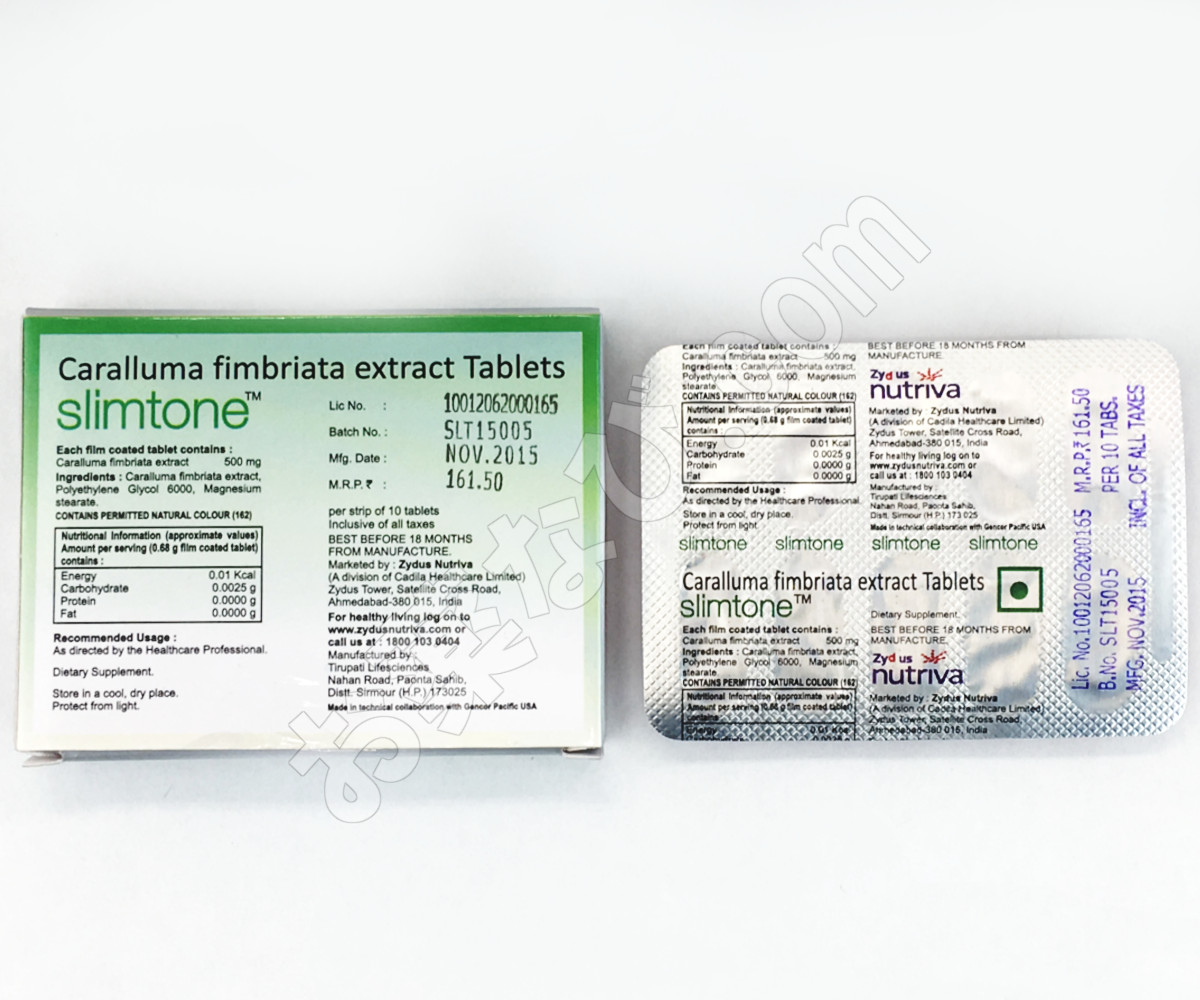 Caralluma fimbriata extract Tablets
slimtone™
Each film coated tablet contains :
Caralluma fimbriata extract 500 mg
Ingredients : Caralluma fimbriata extract,
Polyethylene Glycol 6000, Magnesium
stearate.
CONTAINS PERMITTED NATURAL COLOUR (162)
Nutritional Information (approximate values)
Amount per serving (0.68 g film coated tablet)
contains :
Energy 0.01 Kcal
Carbohydrate 0.0025 g
Protein 0.0000 g
Fat 0.0000 g
Recommended Usage :
As directed by the Healthcare Professional.
Dietary Supplement.
Store in a cool, dry place.
Protect from light.
Lic No. : 10012062000165
Batch No. : SLT15005
Mfg. Date : NOV.2015
M.R.P.₹ : 161.50
per strip of 10 tablets
Inclusive of all taxes
BEST BEFORE 18 MONTHS
FROM MANUFACTURE.
Marketed by : Zydus Nutriva
(A division of Cadila Healthcare Limited)
Zydus Tower, Satellite Cross Road,
Ahmedabad-380 015, India
For healthy living log on to
www.zydusnutriva.com or
call us at : 1800 103 0404
Manufactured by :
Tirupati Lifesciences
Nahan Road, Paonta Sahib,
Distt. Sirmour (H.P.) 173025
Made in technical collaboration with Gencor Pacific USA
Each film coated tablet contains :
Caralluma fimbriata extract 500 mg
Ingredients : Caralluma fimbriata extract,
Polyethylene Glycol 6000, Magnesium
stearate
CONTAINS PERMITTED NATURAL COLOUR (162)
Nutritional Information (approximate values)
Amount per serving (0.68 g film coated tablet)
contains :
Energy 0.01 Kcal
Carbohydrate 0.0025 g
Protein 0.0000 g
Fat 0.0000 g
Recommended Usage :
As directed by the Healthcare Professional.
Store in a cool, dry place.
Protect from light.
BEST BEFORE 18 MONTHS FROM
MANUFACTURE.
Zydus
nutriva
Marketed by : Zydus Nutriva
(A division of Cadila Healthcare Limited)
Zydus Tower, Satellite Cross Road,
Ahmedabad-380 015, India
For healthy living log on to
www.zydusnutriva.com or
call us at : 1800 103 0404
Manufactured by :
Tirupati Lifesciences
Nahan Road, Paonta Sahib,
Distt. Sirmour (H.P.) 173 025
Made in technical collaboration with Gencor Pacific USA
slimtone slimtone slimtone slimtone
Caralluma fimbriata extract Tablets
slimtone™
Each film coated tablet contains :
Caralluma fimbriata extract 500 mg
Ingredients : Caralluma fimbriata extract,
Polyethylene Glycol 6000, Magnesium
stearate
CONTAINS PERMITTED NATURAL COLOUR (162)
Nutritional Information (approximate values)
Amount per serving (0.68 g film coated tablet)
contains
Energy 0.01 Kcal
Dietary Supplement.
BEST BEFORE 18 MONTHS FROM
MANUFACTURE.
Zydus
nutriva
Marketed by : Zydus Nutriva
(A division of Cadila Healthcare Limited)
Zydus Tower, Satellite Cross Road,
Ahmedabad-380 015, India
Lic. No.10012062000165 M.R.P.₹ 161.50
B.No. SLT15005 PER 10 TABS.
MFG. NOV.2015 INCL. OF ALL TAXES
お薬なび.com